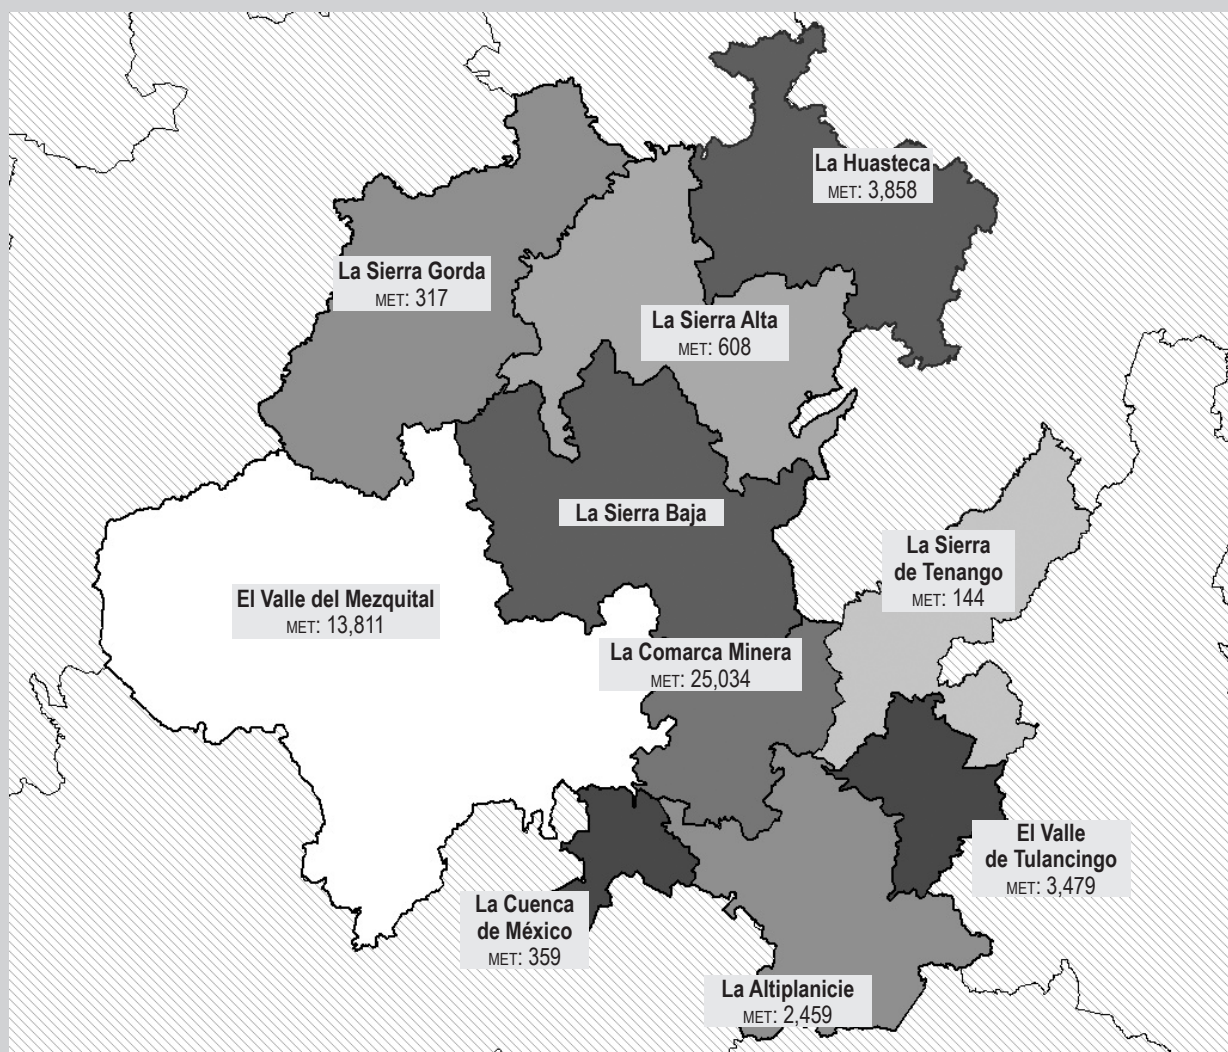 La Huasteca
MET: 3,858
La Sierra Gorda
MET: 317
La Sierra Alta
MET: 608
La Sierra Baja
La Sierra
de Tenango
MET: 144
El Valle del Mezquital
MET: 13,811
La Comarca Minera
MET: 25,034
El Valle
de Tulancingo
MET: 3,479
La Cuenca
de México
MET: 359
La Altiplanicie
MET: 2,459